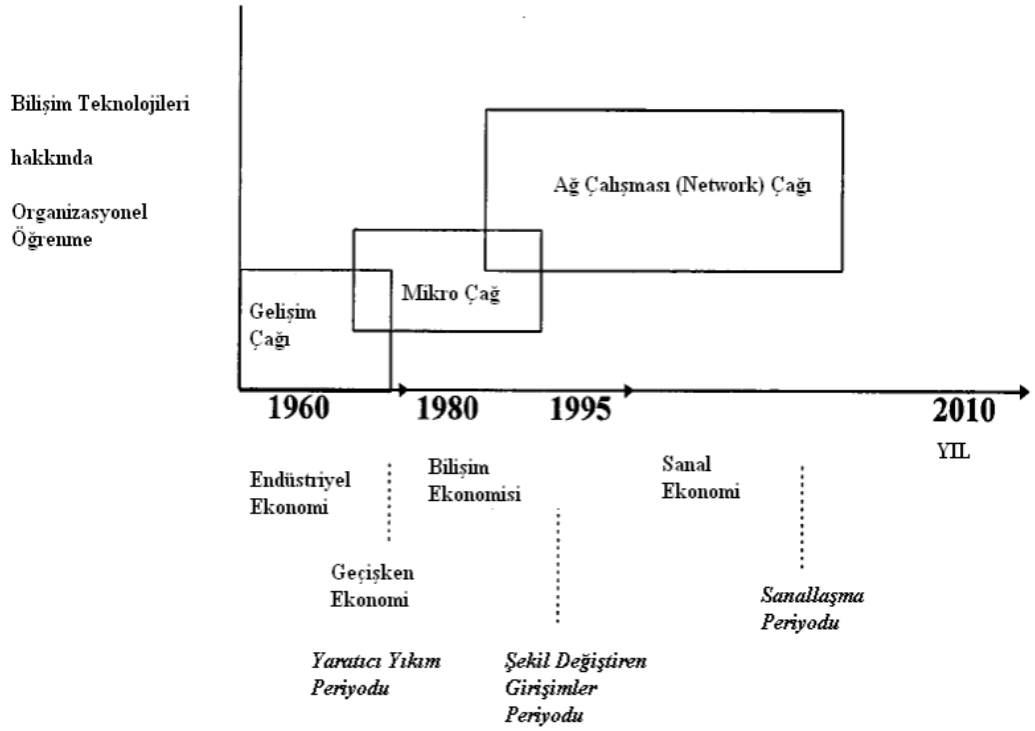 Bilişim Teknolojileri
hakkında
Organizasyonel
Öğrenme
Ağ Çalışması (Network) Çağı
Mikro Çağ
Gelişim
Çağı
1960
1980
1995
2010
YIL
Endüstriyel
Ekonomi
Bilişim
Ekonomisi
Sanal
Ekonomi
Geçişken
Ekonomi
Sanallaşma
Periyodu
Yaratıcı Yıkım
Periyodu
Şekil Değiştiren
Girişimler
Periyodu